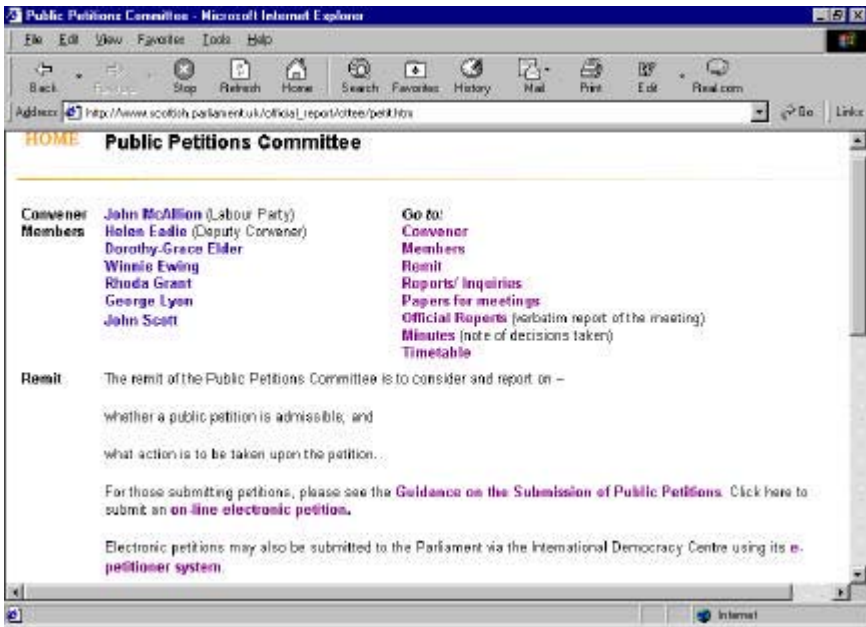 Public Petitions Committee - Microsoft Internet Explorer
File Edit View Favorites Tools Help
Back Stop Refresh Home Search Favorites History Mail Print Edit Real.com
Address http://www.scottish.parliament.uk/official_report/cttee/petit.htm Go Links
HOME Public Petitions Committee
Convener John McAllion (Labour Party) Go to:
Members Helen Eadie (Deputy Convener) Convener
Dorothy-Grace Elder Members
Winnie Ewing Remit
Rhoda Grant Reports/ Inquiries
George Lyon Papers for meetings
John Scott Official Reports (verbatim report of the meeting)
Minutes (note of decisions taken)
Timetable
Remit The remit of the Public Petitions Committee is to consider and report on –
whether a public petition is admissible; and
what action is to be taken upon the petition.
For those submitting petitions, please see the Guidance on the Submission of Public Petitions. Click here to
submit an on-line electronic petition.
Electronic petitions may also be submitted to the Parliament via the International Democracy Centre using its e-
petitioner system
Internet